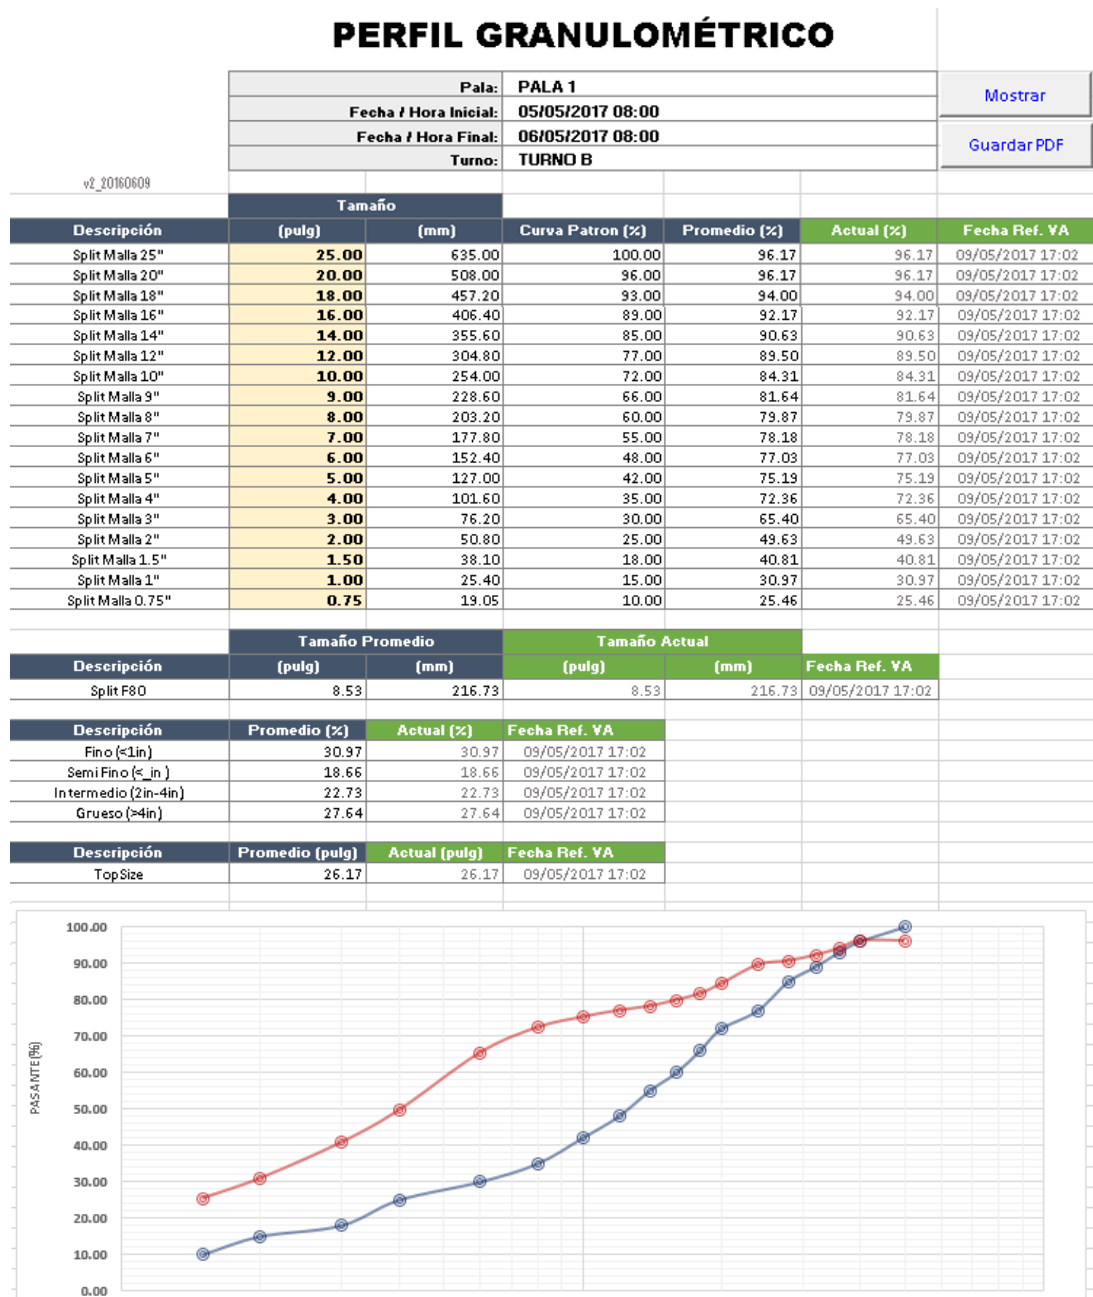 PERFIL GRANULOMÉTRICO
Pala: PALA 1
Mostrar
Fecha / Hora Inicial: 05/05/2017 08:00
Fecha / Hora Final: 06/05/2017 08:00
Guardar PDF
Turno: TURNO B
v2_20160609
Tamaño
Descripción (pulg) (mm) Curva Patron (%) Promedio (%) Actual (%) Fecha Ref. VA
Split Malla 25" 25.00 635.00 100.00 96.17 96.17 09/05/2017 17:02
Split Malla 20" 20.00 508.00 96.00 96.17 96.17 09/05/2017 17:02
Split Malla 18" 18.00 457.20 93.00 94.00 94.00 09/05/2017 17:02
Split Malla 16" 16.00 406.40 89.00 92.17 92.17 09/05/2017 17:02
Split Malla 14" 14.00 355.60 85.00 90.63 90.63 09/05/2017 17:02
Split Malla 12" 12.00 304.80 77.00 89.50 89.50 09/05/2017 17:02
Split Malla 10" 10.00 254.00 72.00 84.31 84.31 09/05/2017 17:02
Split Malla 9" 9.00 228.60 66.00 81.64 81.64 09/05/2017 17:02
Split Malla 8" 8.00 203.20 60.00 79.87 79.87 09/05/2017 17:02
Split Malla 7" 7.00 177.80 55.00 78.18 78.18 09/05/2017 17:02
Split Malla 6" 6.00 152.40 48.00 77.03 77.03 09/05/2017 17:02
Split Malla 5" 5.00 127.00 42.00 75.19 75.19 09/05/2017 17:02
Split Malla 4" 4.00 101.60 35.00 72.36 72.36 09/05/2017 17:02
Split Malla 3" 3.00 76.20 30.00 65.40 65.40 09/05/2017 17:02
Split Malla 2" 2.00 50.80 25.00 49.63 49.63 09/05/2017 17:02
Split Malla 1.5" 1.50 38.10 18.00 40.81 40.81 09/05/2017 17:02
Split Malla 1" 1.00 25.40 15.00 30.97 30.97 09/05/2017 17:02
Split Malla 0.75" 0.75 19.05 10.00 25.46 25.46 09/05/2017 17:02
Tamaño Promedio Tamaño Actual
Descripción (pulg) (mm) (pulg) (mm) Fecha Ref. VA
Split F80 8.53 216.73 8.53 216.73 09/05/2017 17:02
Descripción Promedio (%) Actual (%) Fecha Ref. VA
Fino (<1in) 30.97 30.97 09/05/2017 17:02
Semi Fino (<_in ) 18.66 18.66 09/05/2017 17:02
Intermedio (2in-4in) 22.73 22.73 09/05/2017 17:02
Grueso (>4in) 27.64 27.64 09/05/2017 17:02
Descripción Promedio (pulg) Actual (pulg) Fecha Ref. VA
TopSize 26.17 26.17 09/05/2017 17:02
PASANTE (%)
100.00
90.00
80.00
70.00
60.00
50.00
40.00
30.00
20.00
10.00
0.00